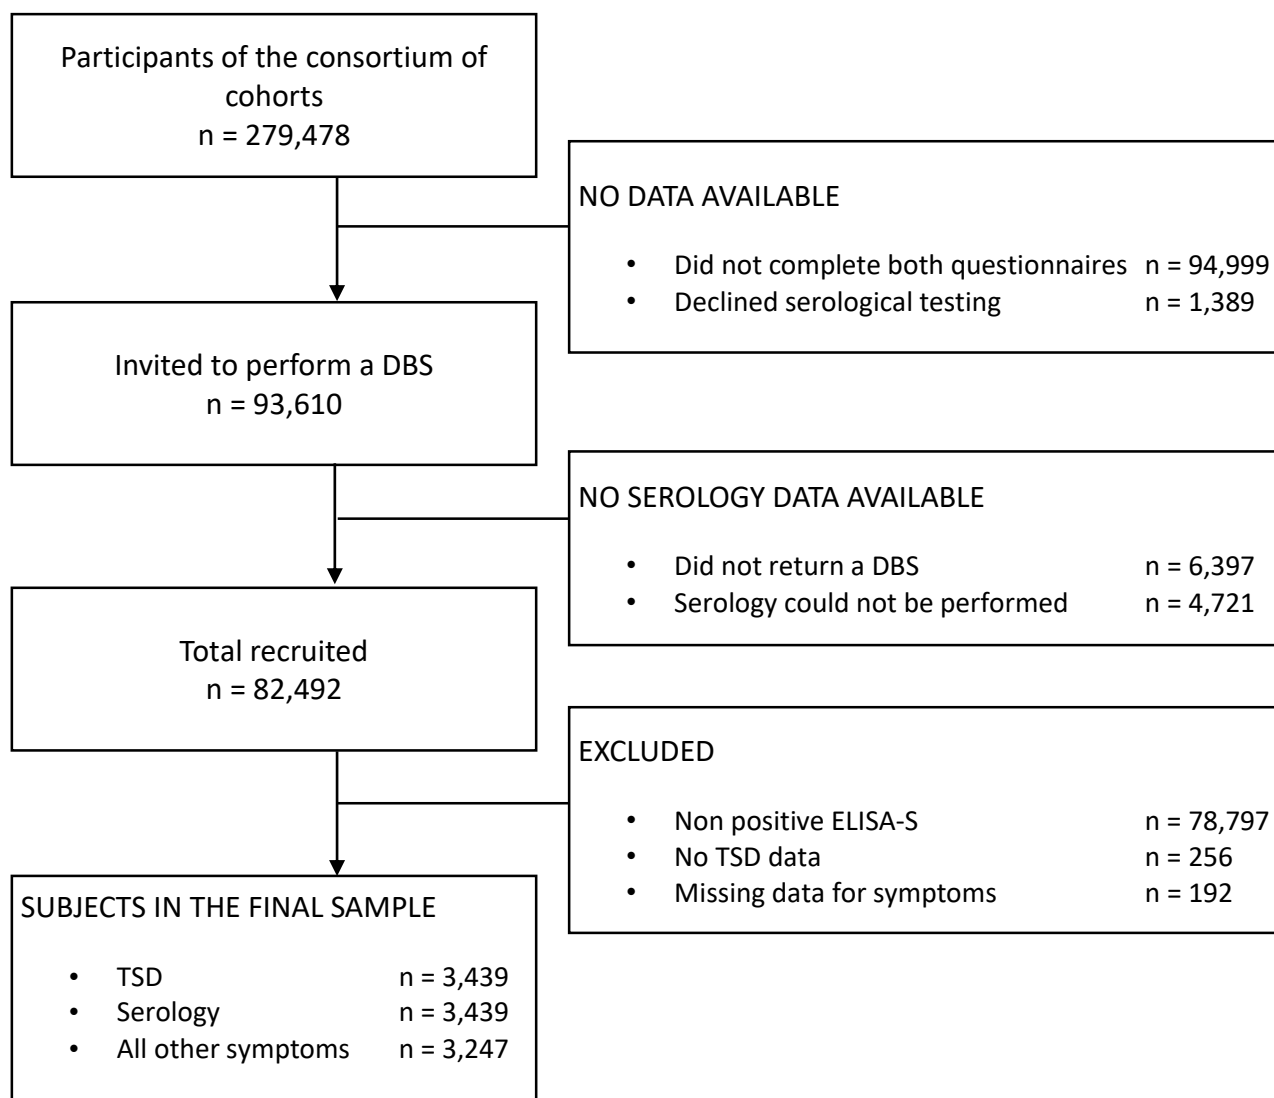 Participants of the consortium of
cohorts
n = 279,478
NO DATA AVAILABLE
• Did not complete both questionnaires n = 94,999
• Declined serological testing n = 1,389
Invited to perform a DBS
n = 93,610
NO SEROLOGY DATA AVAILABLE
• Did not return a DBS n = 6,397
• Serology could not be performed n = 4,721
Total recruited
n = 82,492
EXCLUDED
• Non positive ELISA-S n = 78,797
• No TSD data n = 256
• Missing data for symptoms n = 192
SUBJECTS IN THE FINAL SAMPLE
• TSD n = 3,439
• Serology n = 3,439
• All other symptoms n = 3,247